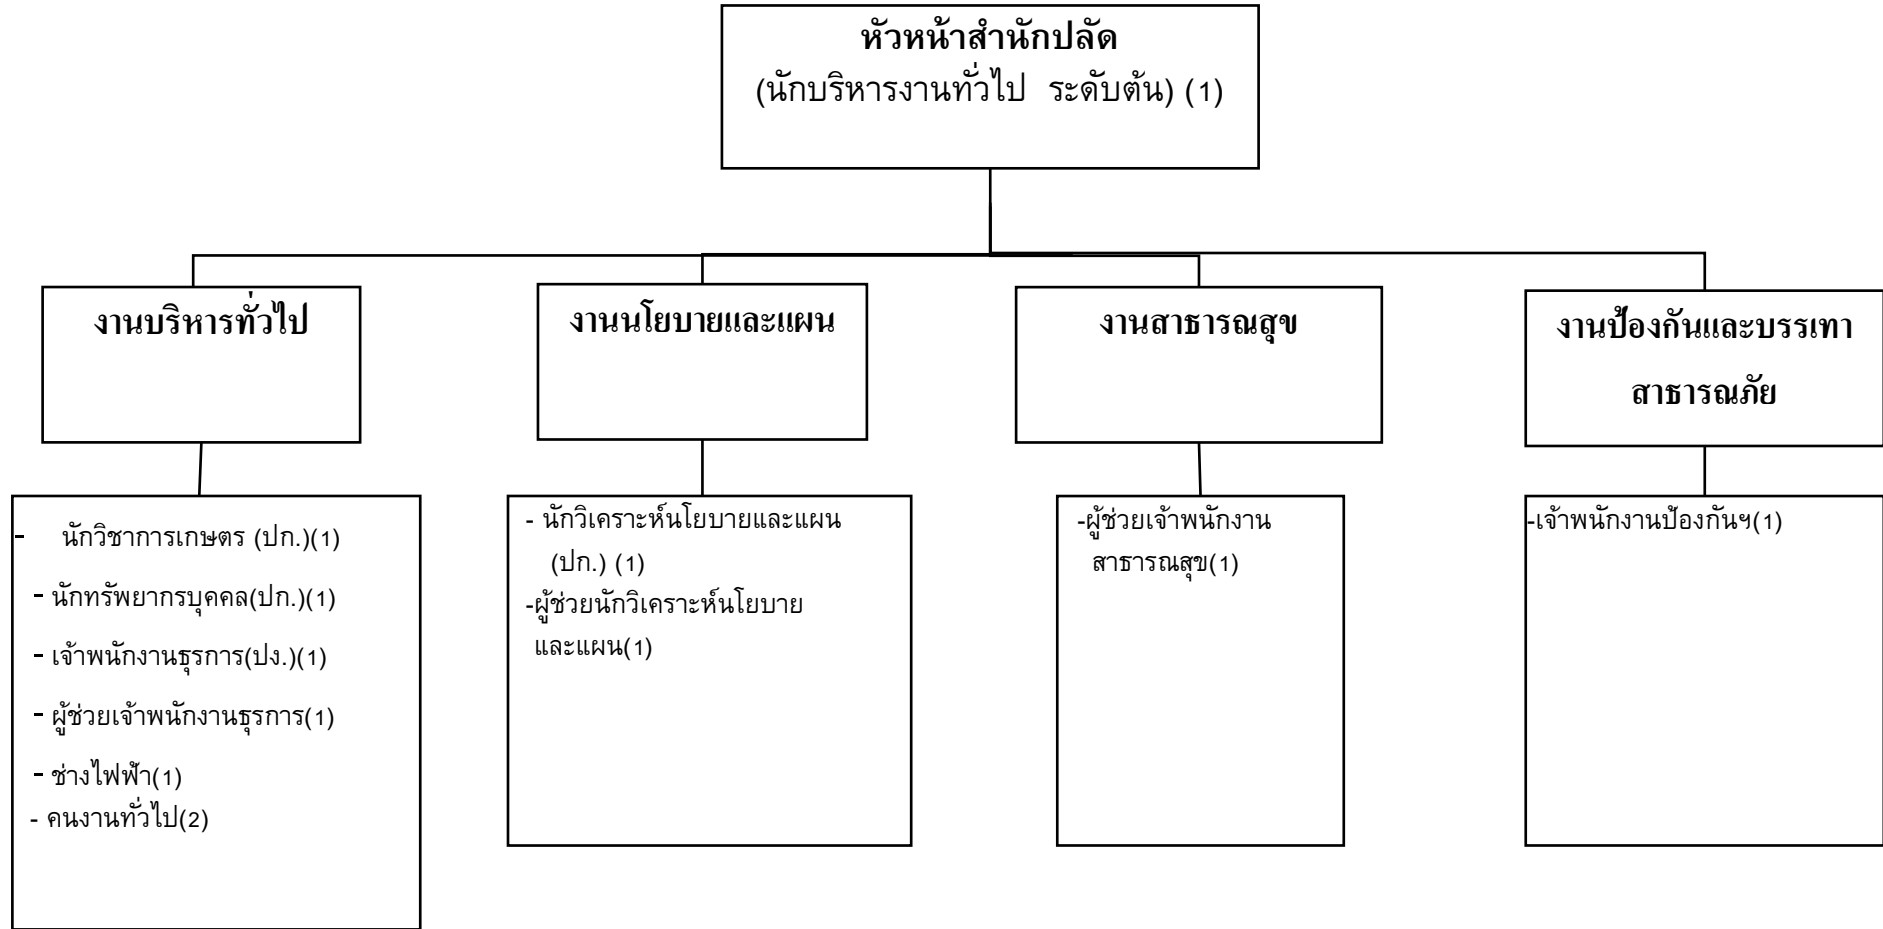 หัวหน้าสำนักปลัด
(นักบริหารงานทั่วไป ระดับต้น) (1)
งานบริหารทั่วไป
- นักวิชาการเกษตร (ปก.)(1)
- นักทรัพยากรบุคคล(ปก.)(1)
- เจ้าพนักงานธุรการ(ปง.)(1)
- ผู้ช่วยเจ้าพนักงานธุรการ(1)
- ช่างไฟฟ้า(1)
- คนงานทั่วไป(2)
งานนโยบายและแผน
- นักวิเคราะห์นโยบายและแผน
(ปก.) (1)
-ผู้ช่วยนักวิเคราะห์นโยบาย
และแผน(1)
งานสาธารณสุข
-ผู้ช่วยเจ้าพนักงาน
สาธารณสุข(1)
งานป้องกันและบรรเทา
สาธารณภัย
-เจ้าพนักงานป้องกันฯ(1)